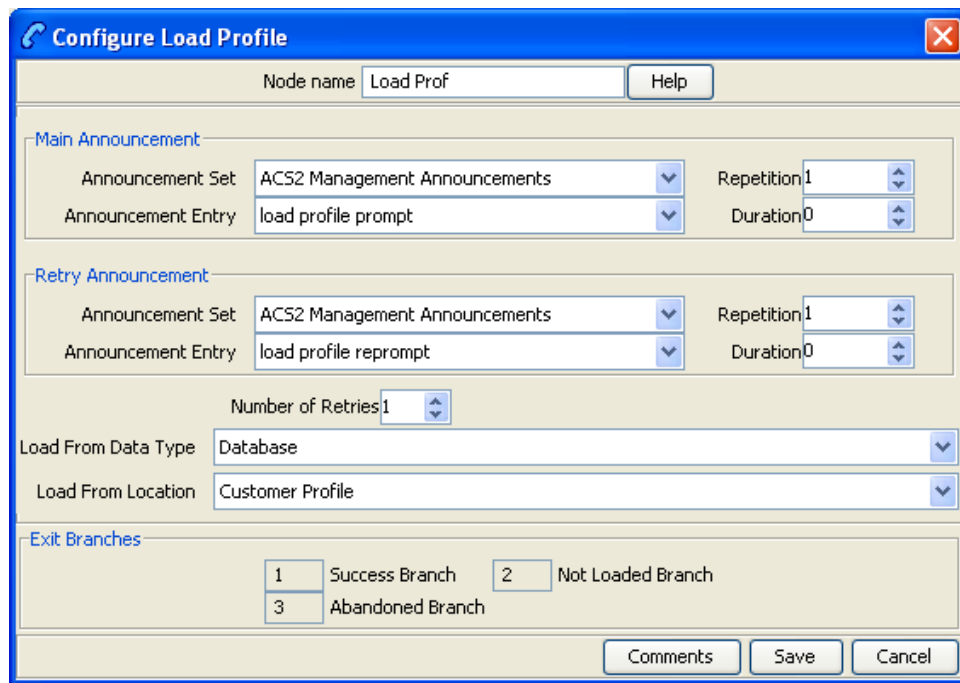 Configure Load Profile
Node name Load Prof Help
Main Announcement
Announcement Set ACS2 Management Announcements Repetition 1
Announcement Entry load profile prompt Duration 0
Retry Announcement
Announcement Set ACS2 Management Announcements Repetition 1
Announcement Entry load profile reprompt Duration 0
Number of Retries 1
Load From Data Type Database
Load From Location Customer Profile
Exit Branches
1 Success Branch 2 Not Loaded Branch
3 Abandoned Branch
Comments Save Cancel